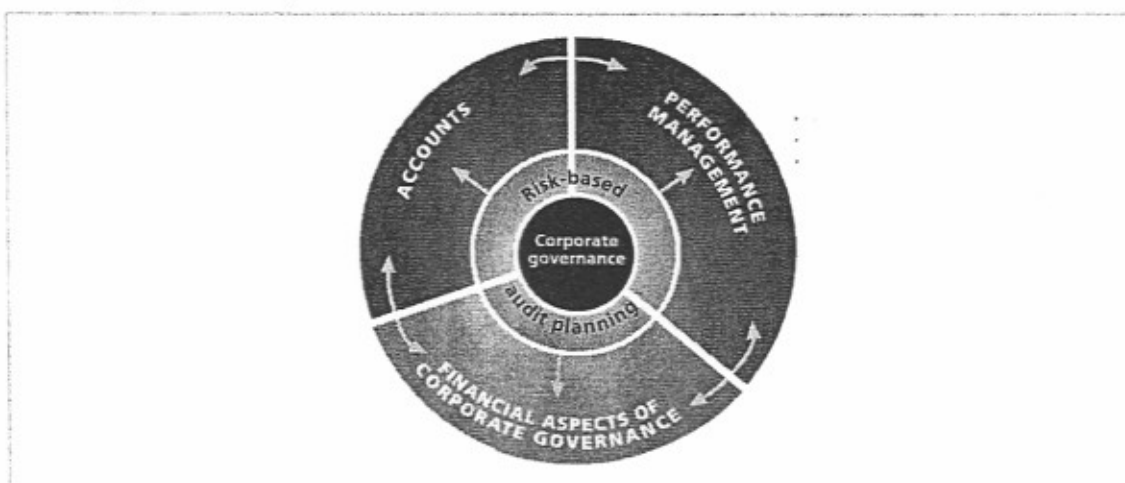 ACCOUNTS
PERFORMANCE
MANAGEMENT
Risk-based
Corporate
governance
audit planning
FINANCIAL ASPECTS OF
CORPORATE GOVERNANCE